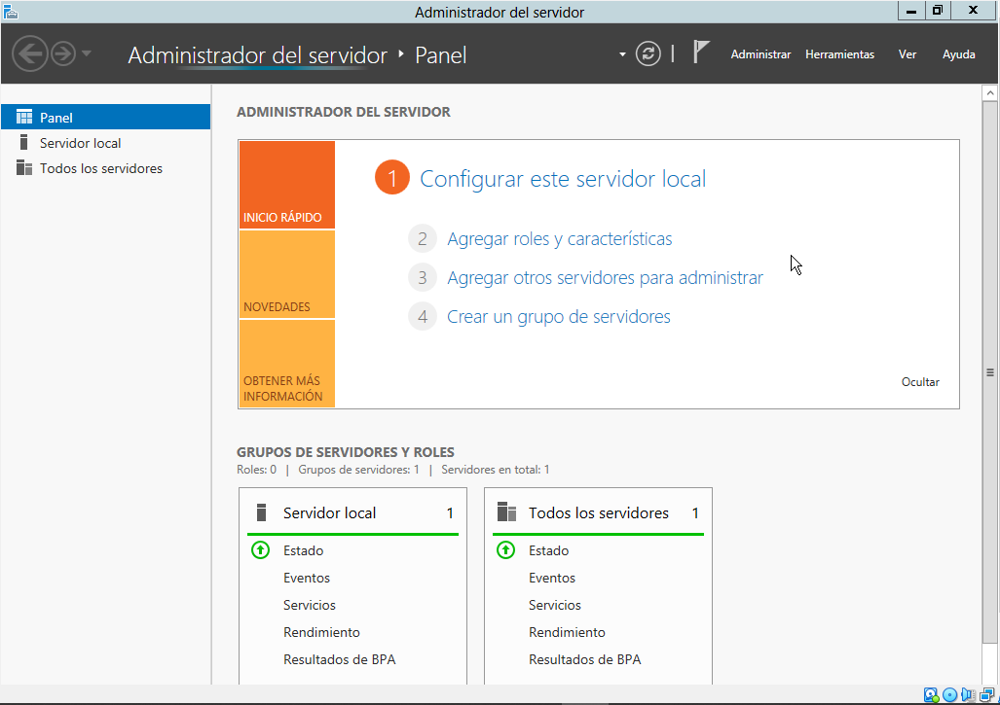 Administrador del servidor
Administrador del servidor Panel
Administrar Herramientas Ver Ayuda
Panel
Servidor local
Todos los servidores
ADMINISTRADOR DEL SERVIDOR
INICIO RÁPIDO
NOVEDADES
OBTENER MÁS
INFORMACIÓN
1 Configurar este servidor local
2 Agregar roles y características
3 Agregar otros servidores para administrar
4 Crear un grupo de servidores
Ocultar
GRUPOS DE SERVIDORES Y ROLES
Roles: 0 | Grupos de servidores: 1 | Servidores en total: 1
Servidor local 1
Estado
Eventos
Servicios
Rendimiento
Resultados de BPA
Todos los servidores 1
Estado
Eventos
Servicios
Rendimiento
Resultados de BPA